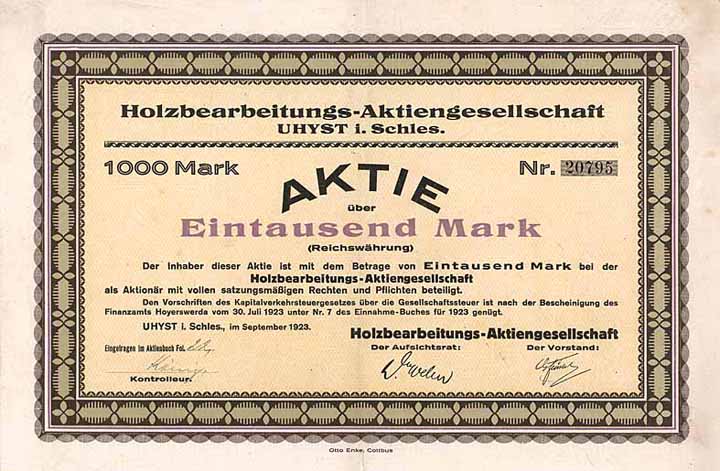 Holzbearbeitungs-Aktiengesellschaft
UHYST i. Schles.
1000 Mark
Nr. 20795
AKTIE
über
Eintausend Mark
(Reichswährung)
Der Inhaber dieser Aktie ist mit dem Betrage von Eintausend Mark bei der
Holzbearbeitungs-Aktiengesellschaft
als Aktionär mit vollen satzungsmäßigen Rechten und Pflichten beteiligt.
Den Vorschriften des Kapitalverkehrsteuergesetzes über die Gesellschaftssteuer ist nach der Bescheinigung des
Finanzamts Hoyerswerda vom 30. Juli 1923 unter Nr. 7 des Einnahme-Buches für 1923 genügt.
UHYST i. Schles., im September 1923.
Holzbearbeitungs-Aktiengesellschaft
Eingetragen im Aktienbuch Fol.
Der Aufsichtsrat:
Der Vorstand:
Kontrolleur.
Otto Enke, Cottbus